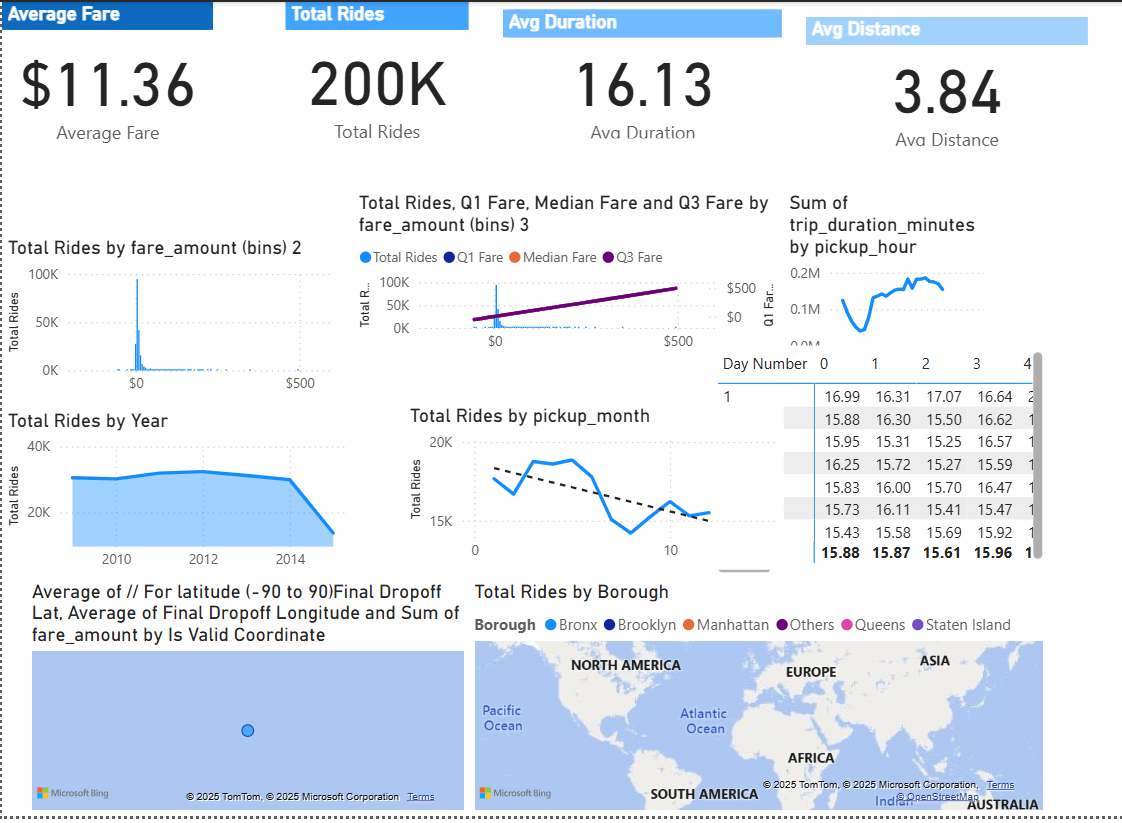 Average Fare
Total Rides
Avg Duration
Avg Distance
$11.36
Average Fare
200K
Total Rides
16.13
Avg Duration
3.84
Avg Distance
Total Rides by fare_amount (bins) 2
Total Rides
100K
50K
0K
$0
$500
Total Rides, Q1 Fare, Median Fare and Q3 Fare by
fare_amount (bins) 3
Total Rides
Q1 Fare
Median Fare
Q3 Fare
Total R...
100K
50K
0K
$0
$500
$500
$0
Q1 Far...
Sum of
trip_duration_minutes
by pickup_hour
0.2M
0.1M
0.0M
Day Number 0 1 2 3 4
1 16.99 16.31 17.07 16.64
15.88 16.30 15.50 16.62
15.95 15.31 15.25 16.57
16.25 15.72 15.27 15.59
15.83 16.00 15.70 16.47
15.73 16.11 15.41 15.47
15.43 15.58 15.69 15.92
15.88 15.87 15.61 15.96
Total Rides by Year
Total Rides
40K
20K
2010
2012
2014
Total Rides by pickup_month
Total Rides
20K
15K
0
10
Average of // For latitude (-90 to 90)Final Dropoff
Lat, Average of Final Dropoff Longitude and Sum of
fare_amount by Is Valid Coordinate
Microsoft Bing
© 2025 TomTom, © 2025 Microsoft Corporation Terms
Total Rides by Borough
Borough
Bronx
Brooklyn
Manhattan
Others
Queens
Staten Island
NORTH AMERICA
EUROPE
ASIA
Pacific
Ocean
Atlantic
Ocean
AFRICA
SOUTH AMERICA
Microsoft Bing
© 2025 TomTom, © 2025 Microsoft Corporation, Terms
© OpenStreetMap
Indian
AUSTRALIA